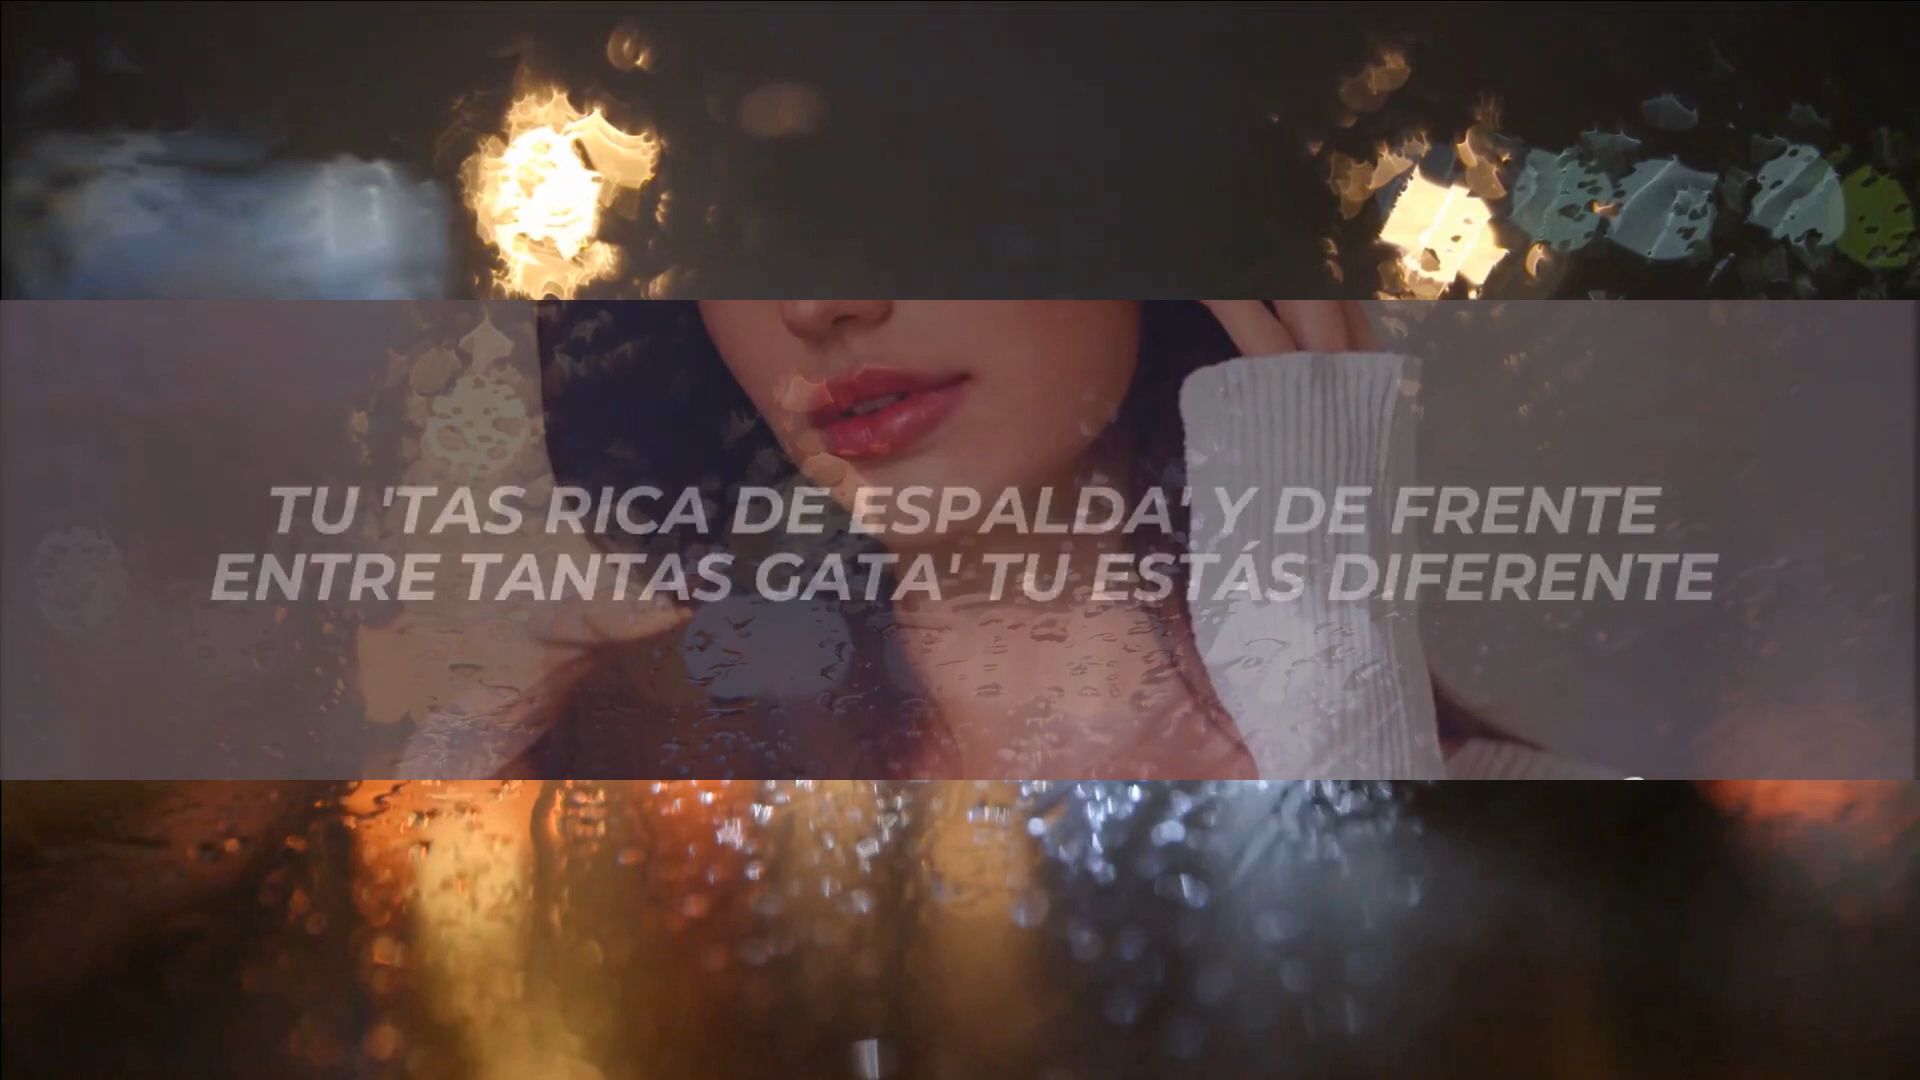 TU 'TAS RICA DE ESPALDA' Y DE FRENTE
ENTRE TANTAS GATA' TU ESTÁS DIFERENTE